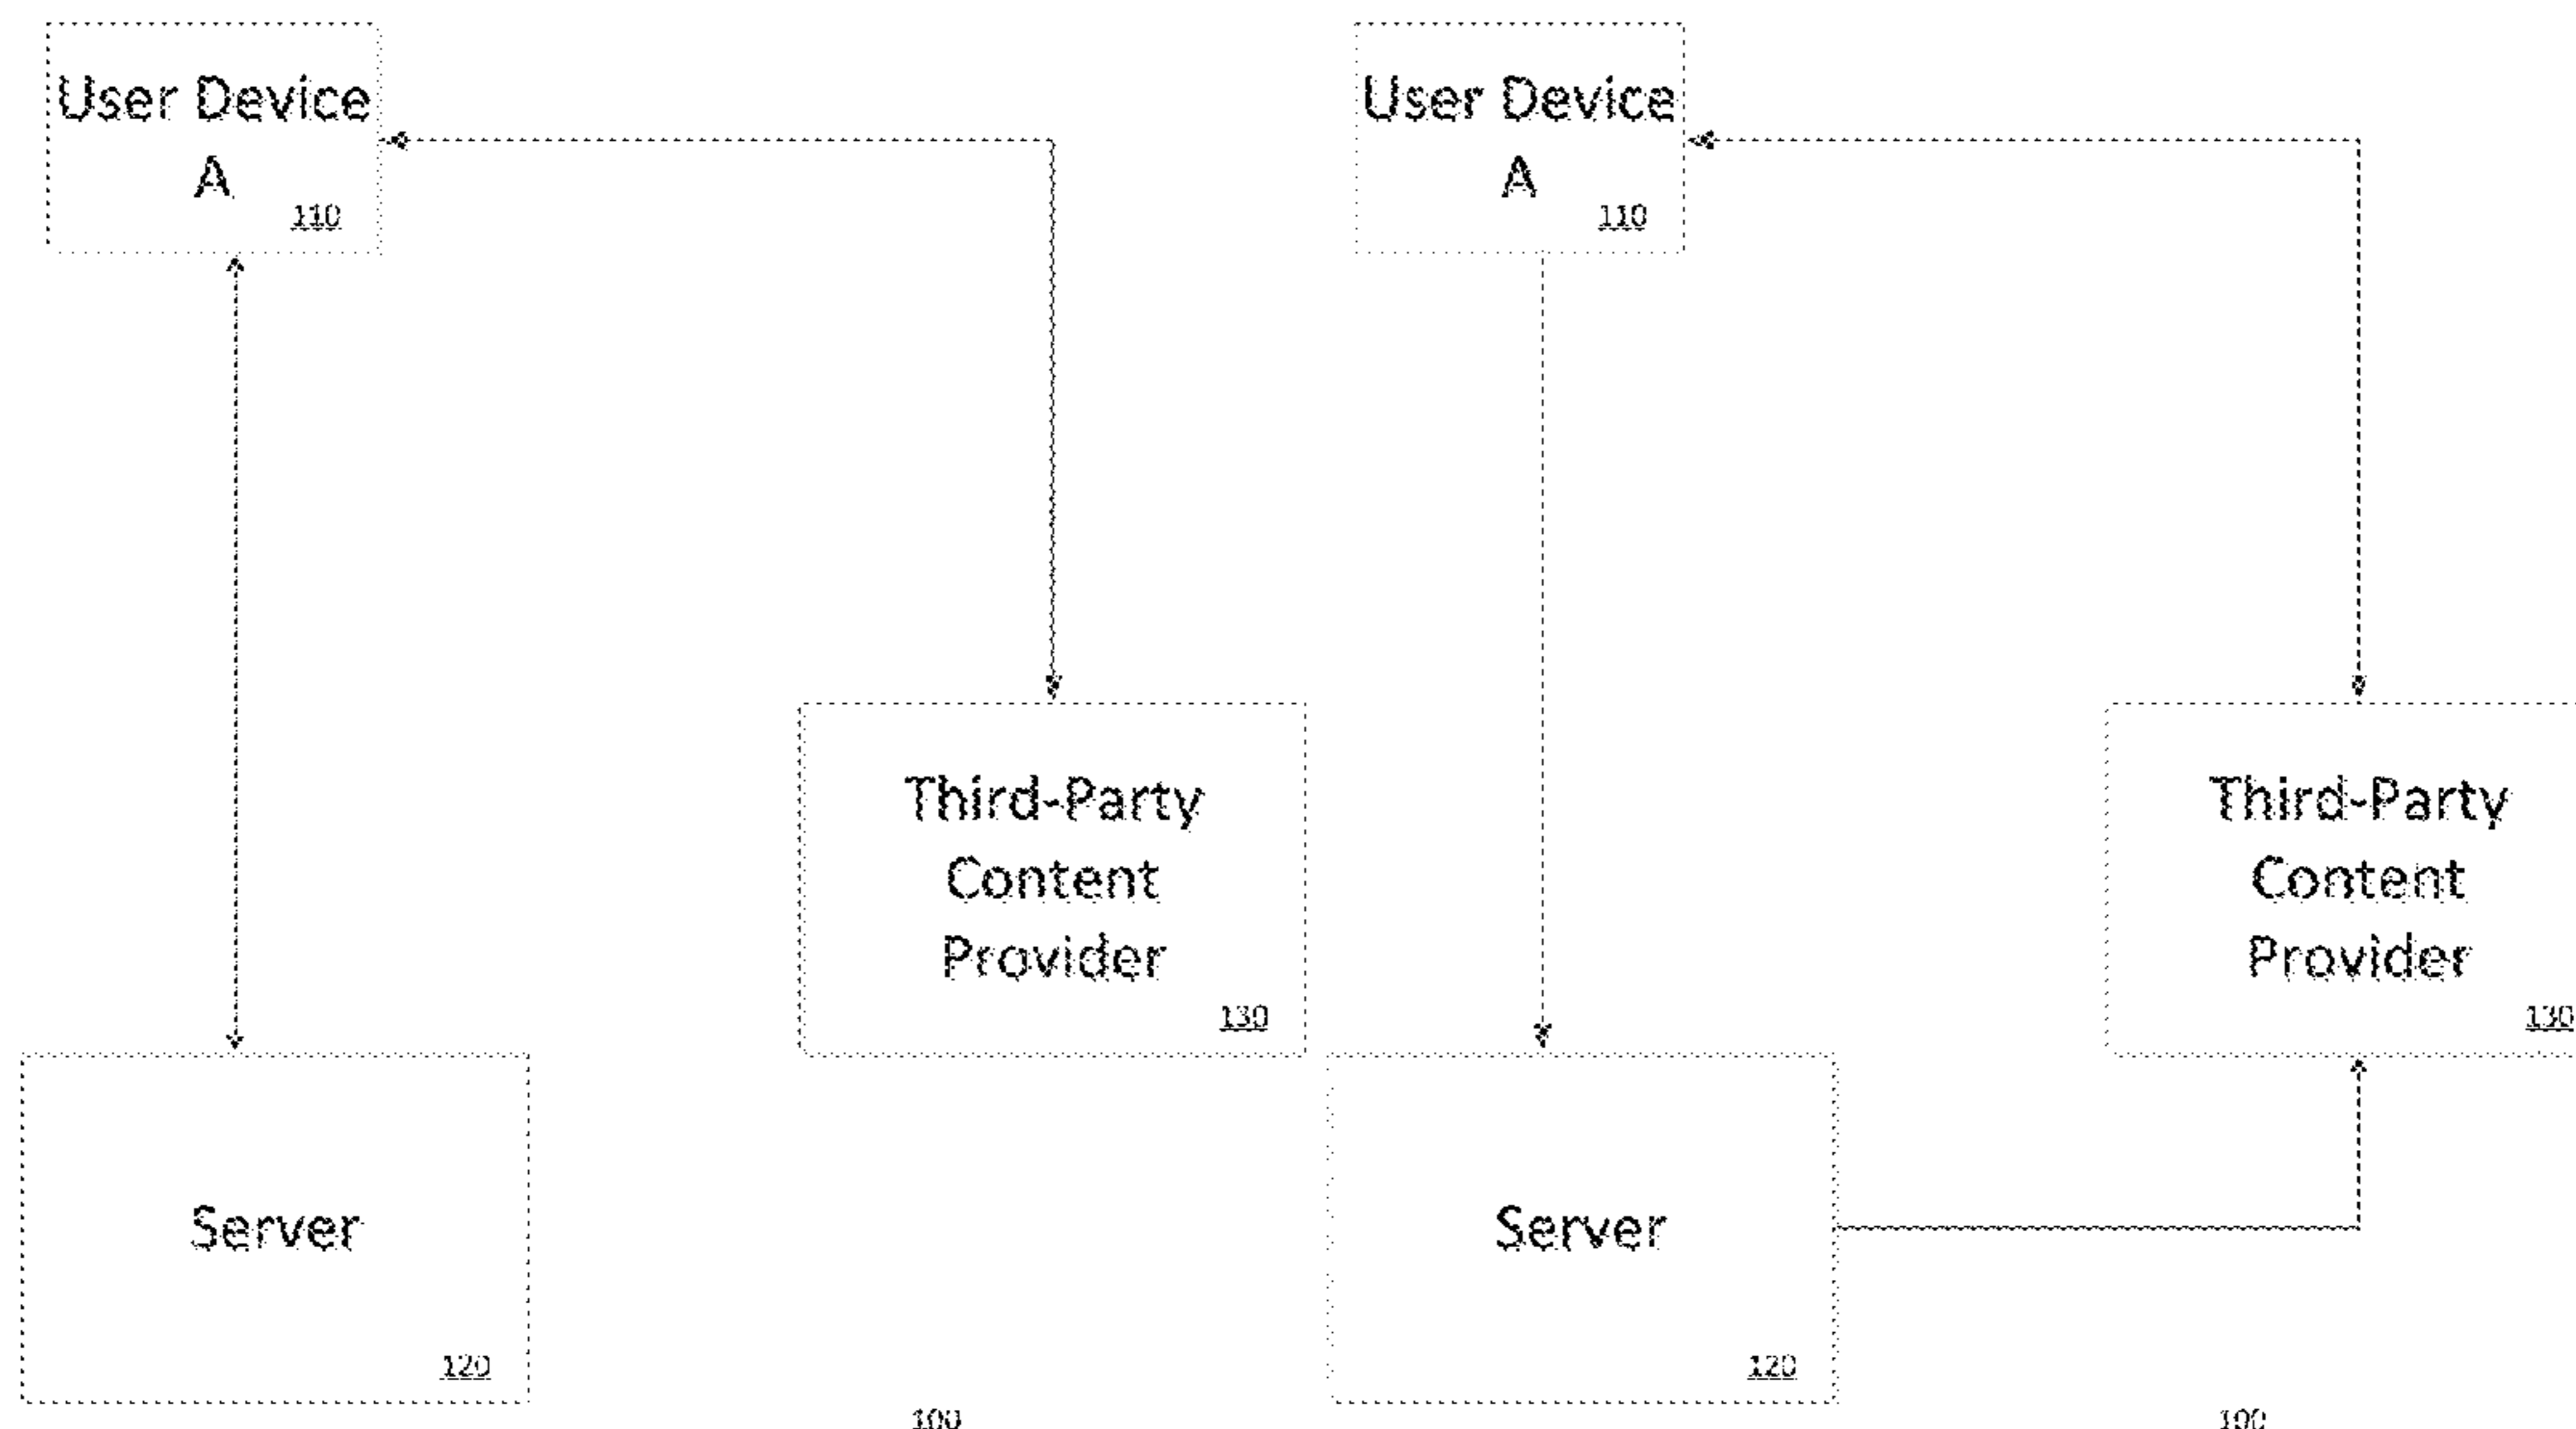 User Device
A
110
Third-Party
Content
Provider
130
Server
120
100
User Device
A
110
Third-Party
Content
Provider
130
Server
120
100